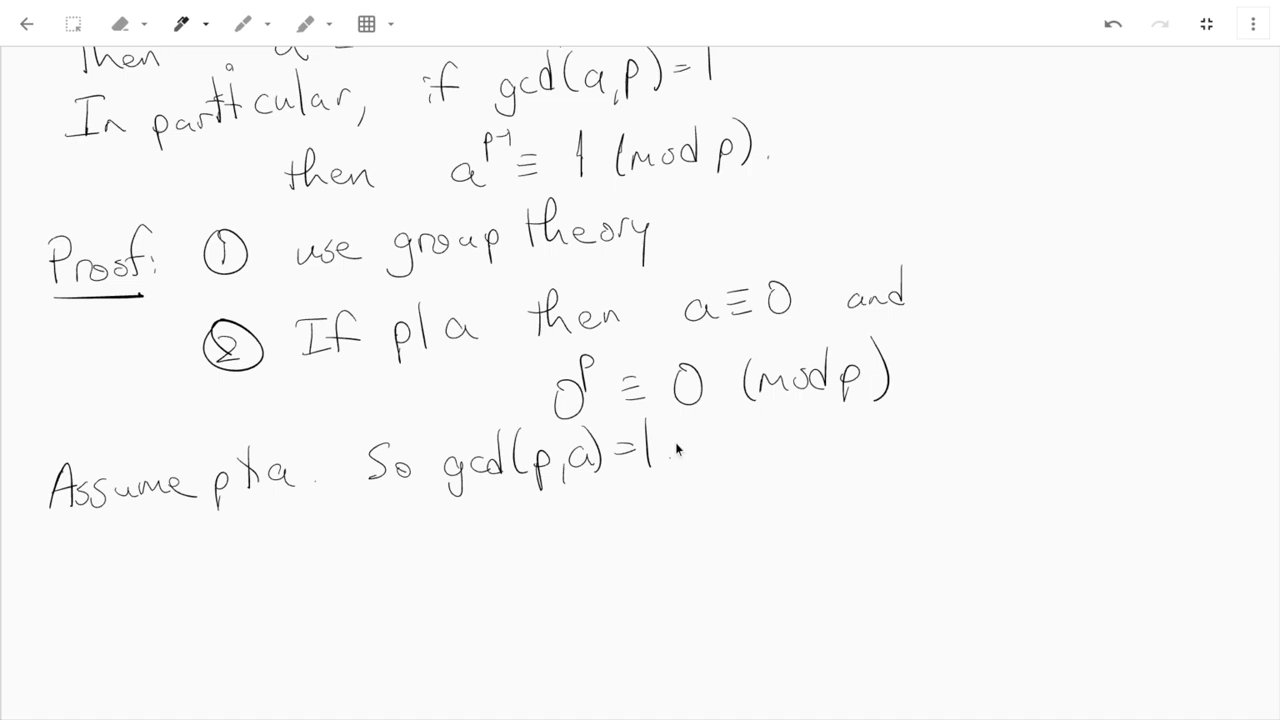 Then a
In particular, if gcd(a,p)=1
then a^{p-1} ≡ 1 (mod p).
Proof: ① use group theory
② If p|a then a≡0 and
0^p ≡ 0 (mod p)
Assume p∤a. So gcd(p,a)=1.